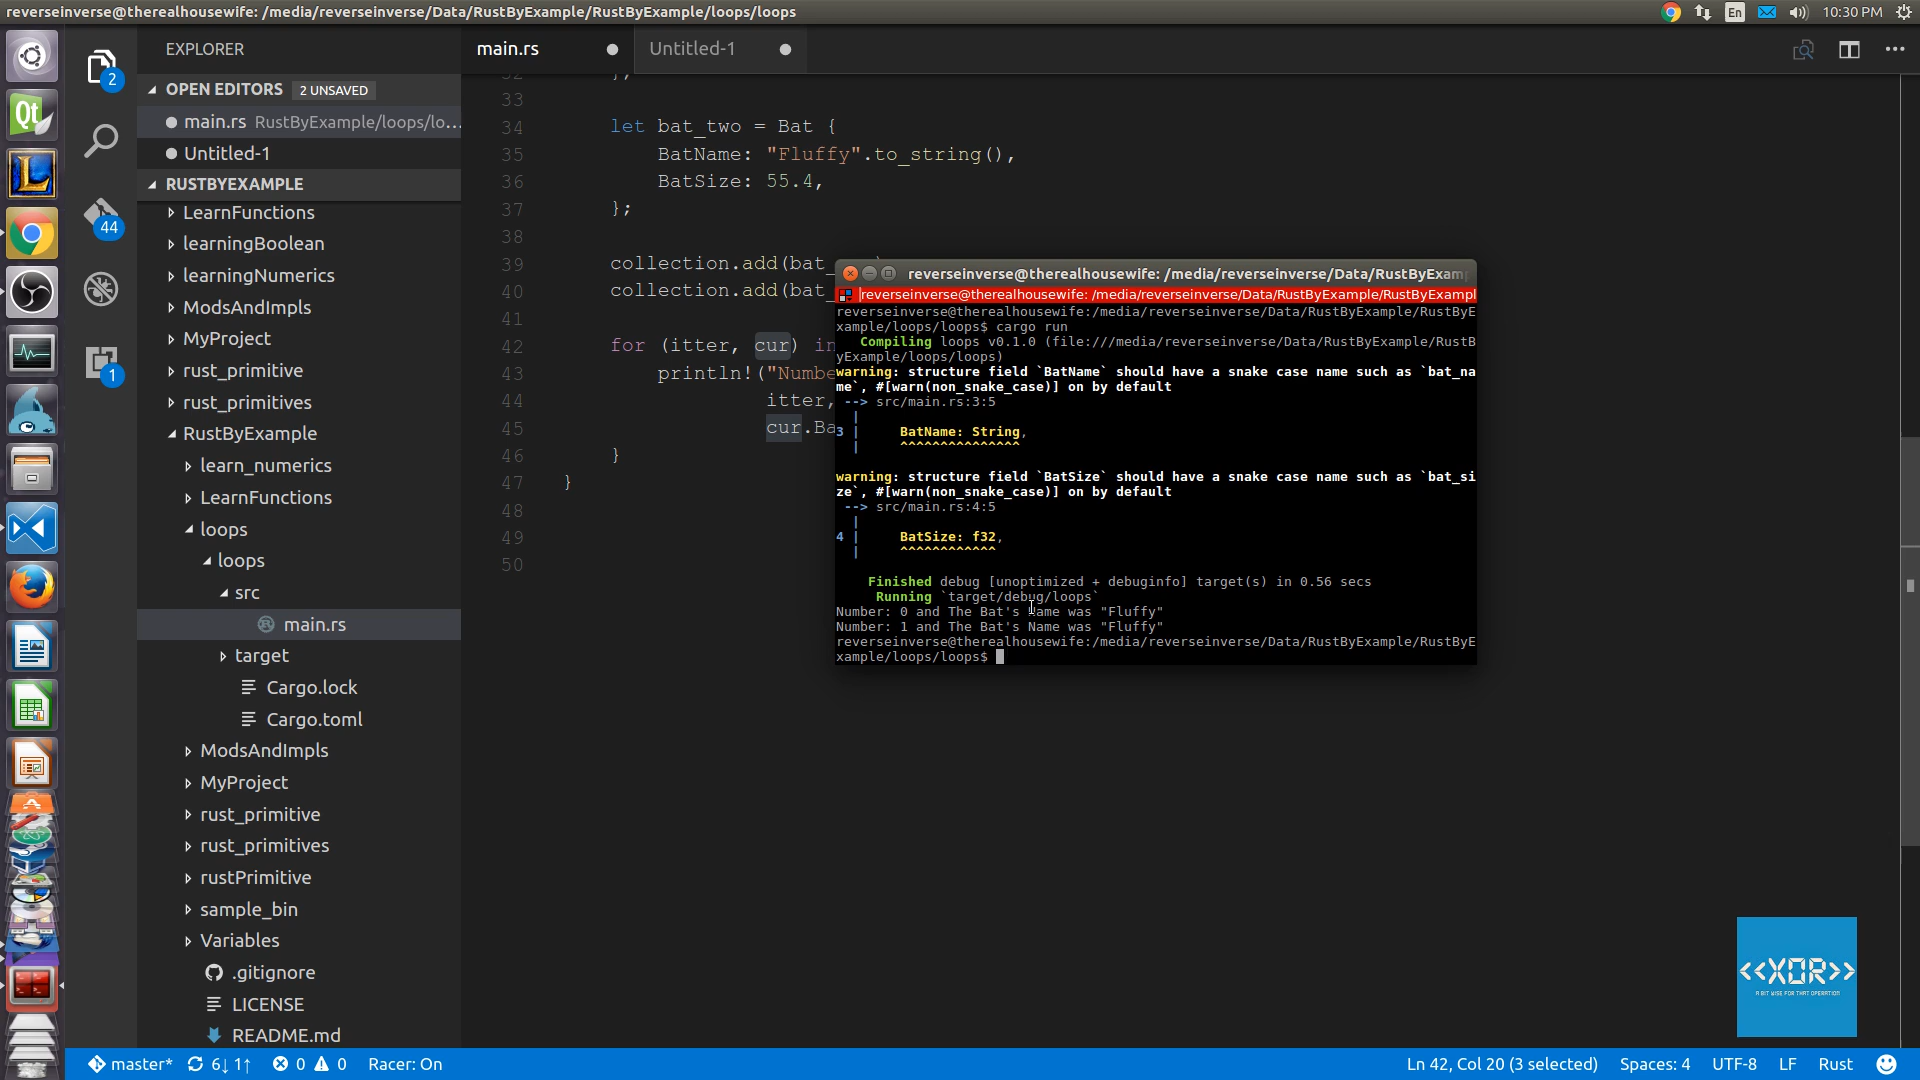 reverseinverse@therealhousewife: /media/reverseinverse/Data/RustByExample/RustByExample/loops/loops
En
10:30 PM
EXPLORER
OPEN EDITORS 2 UNSAVED
main.rs RustByExample/loops/lo...
Untitled-1
RUSTBYEXAMPLE
LearnFunctions
learningBoolean
learningNumerics
ModsAndImpls
MyProject
rust_primitive
rust_primitives
RustByExample
learn_numerics
LearnFunctions
loops
loops
src
main.rs
target
Cargo.lock
Cargo.toml
ModsAndImpls
MyProject
rust_primitive
rust_primitives
rustPrimitive
sample_bin
Variables
.gitignore
LICENSE
README.md
2
44
1
main.rs
Untitled-1
32 };
33
34 let bat_two = Bat {
35 BatName: "Fluffy".to_string(),
36 BatSize: 55.4,
37 };
38
39 collection.add(bat_
40 collection.add(bat_
41
42 for (itter, cur) in
43 println!("Numbe
44 itter,
45 cur.Ba
46 }
47 }
48
49
50
reverseinverse@therealhousewife: /media/reverseinverse/Data/RustByExam
reverseinverse@therealhousewife: /media/reverseinverse/Data/RustByExample/RustByExampl
reverseinverse@therealhousewife:/media/reverseinverse/Data/RustByExample/RustByE
xample/loops/loops$ cargo run
Compiling loops v0.1.0 (file:///media/reverseinverse/Data/RustByExample/RustB
yExample/loops/loops)
warning: structure field `BatName` should have a snake case name such as `bat_na
me`, #[warn(non_snake_case)] on by default
--> src/main.rs:3:5
|
3 | BatName: String,
| ^^^^^^^^^^^^^^^
warning: structure field `BatSize` should have a snake case name such as `bat_si
ze`, #[warn(non_snake_case)] on by default
--> src/main.rs:4:5
|
4 | BatSize: f32,
| ^^^^^^^^^^^^
Finished debug [unoptimized + debuginfo] target(s) in 0.56 secs
Running `target/debug/loops`
Number: 0 and The Bat's Name was "Fluffy"
Number: 1 and The Bat's Name was "Fluffy"
reverseinverse@therealhousewife:/media/reverseinverse/Data/RustByExample/RustByE
xample/loops/loops$
<<XOR>>
A BIT WISE FOR THAT OPERATION
master* 6↓ 1↑ 0 0 Racer: On
Ln 42, Col 20 (3 selected) Spaces: 4 UTF-8 LF Rust